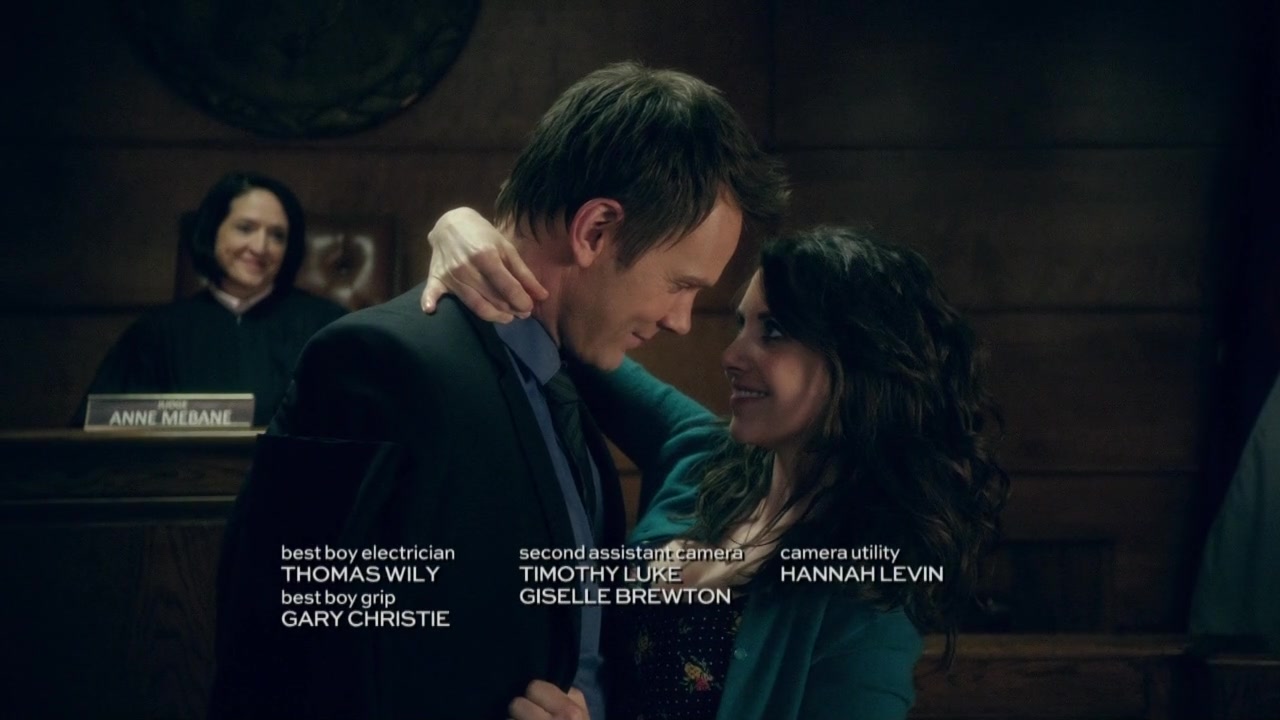 JUDGE
ANNE MEBANE
best boy electrician
THOMAS WILY
best boy grip
GARY CHRISTIE
second assistant camera
TIMOTHY LUKE
GISELLE BREWTON
camera utility
HANNAH LEVIN